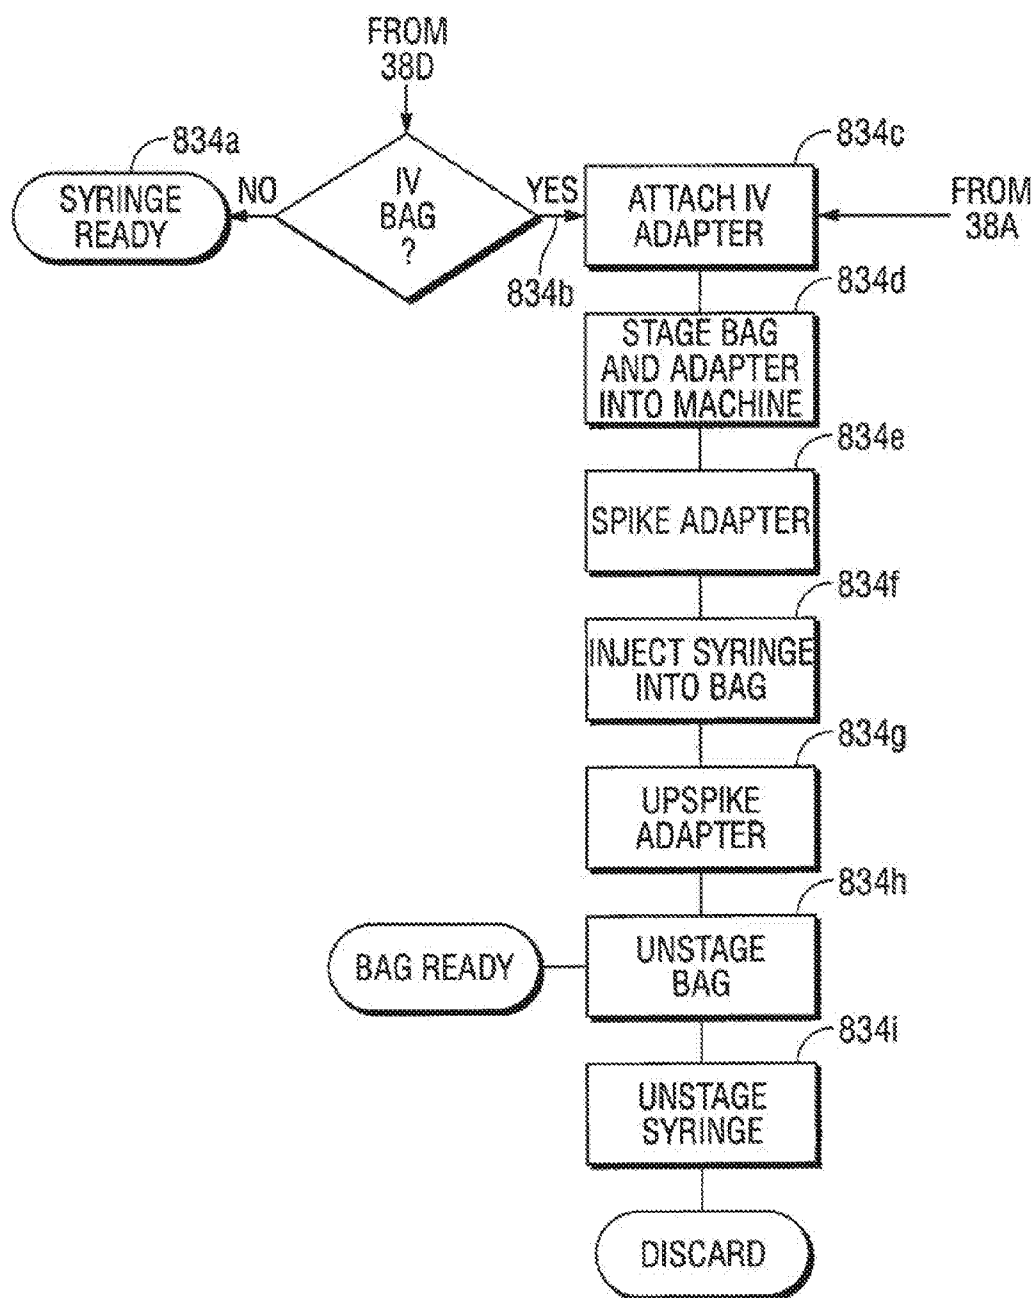 FROM
38D
834a
SYRINGE
READY
NO
IV
BAG
?
YES
834b
834c
ATTACH IV
ADAPTER
FROM
38A
834d
STAGE BAG
AND ADAPTER
INTO MACHINE
834e
SPIKE ADAPTER
834f
INJECT SYRINGE
INTO BAG
834g
UPSPIKE
ADAPTER
834h
BAG READY
UNSTAGE
BAG
834i
UNSTAGE
SYRINGE
DISCARD